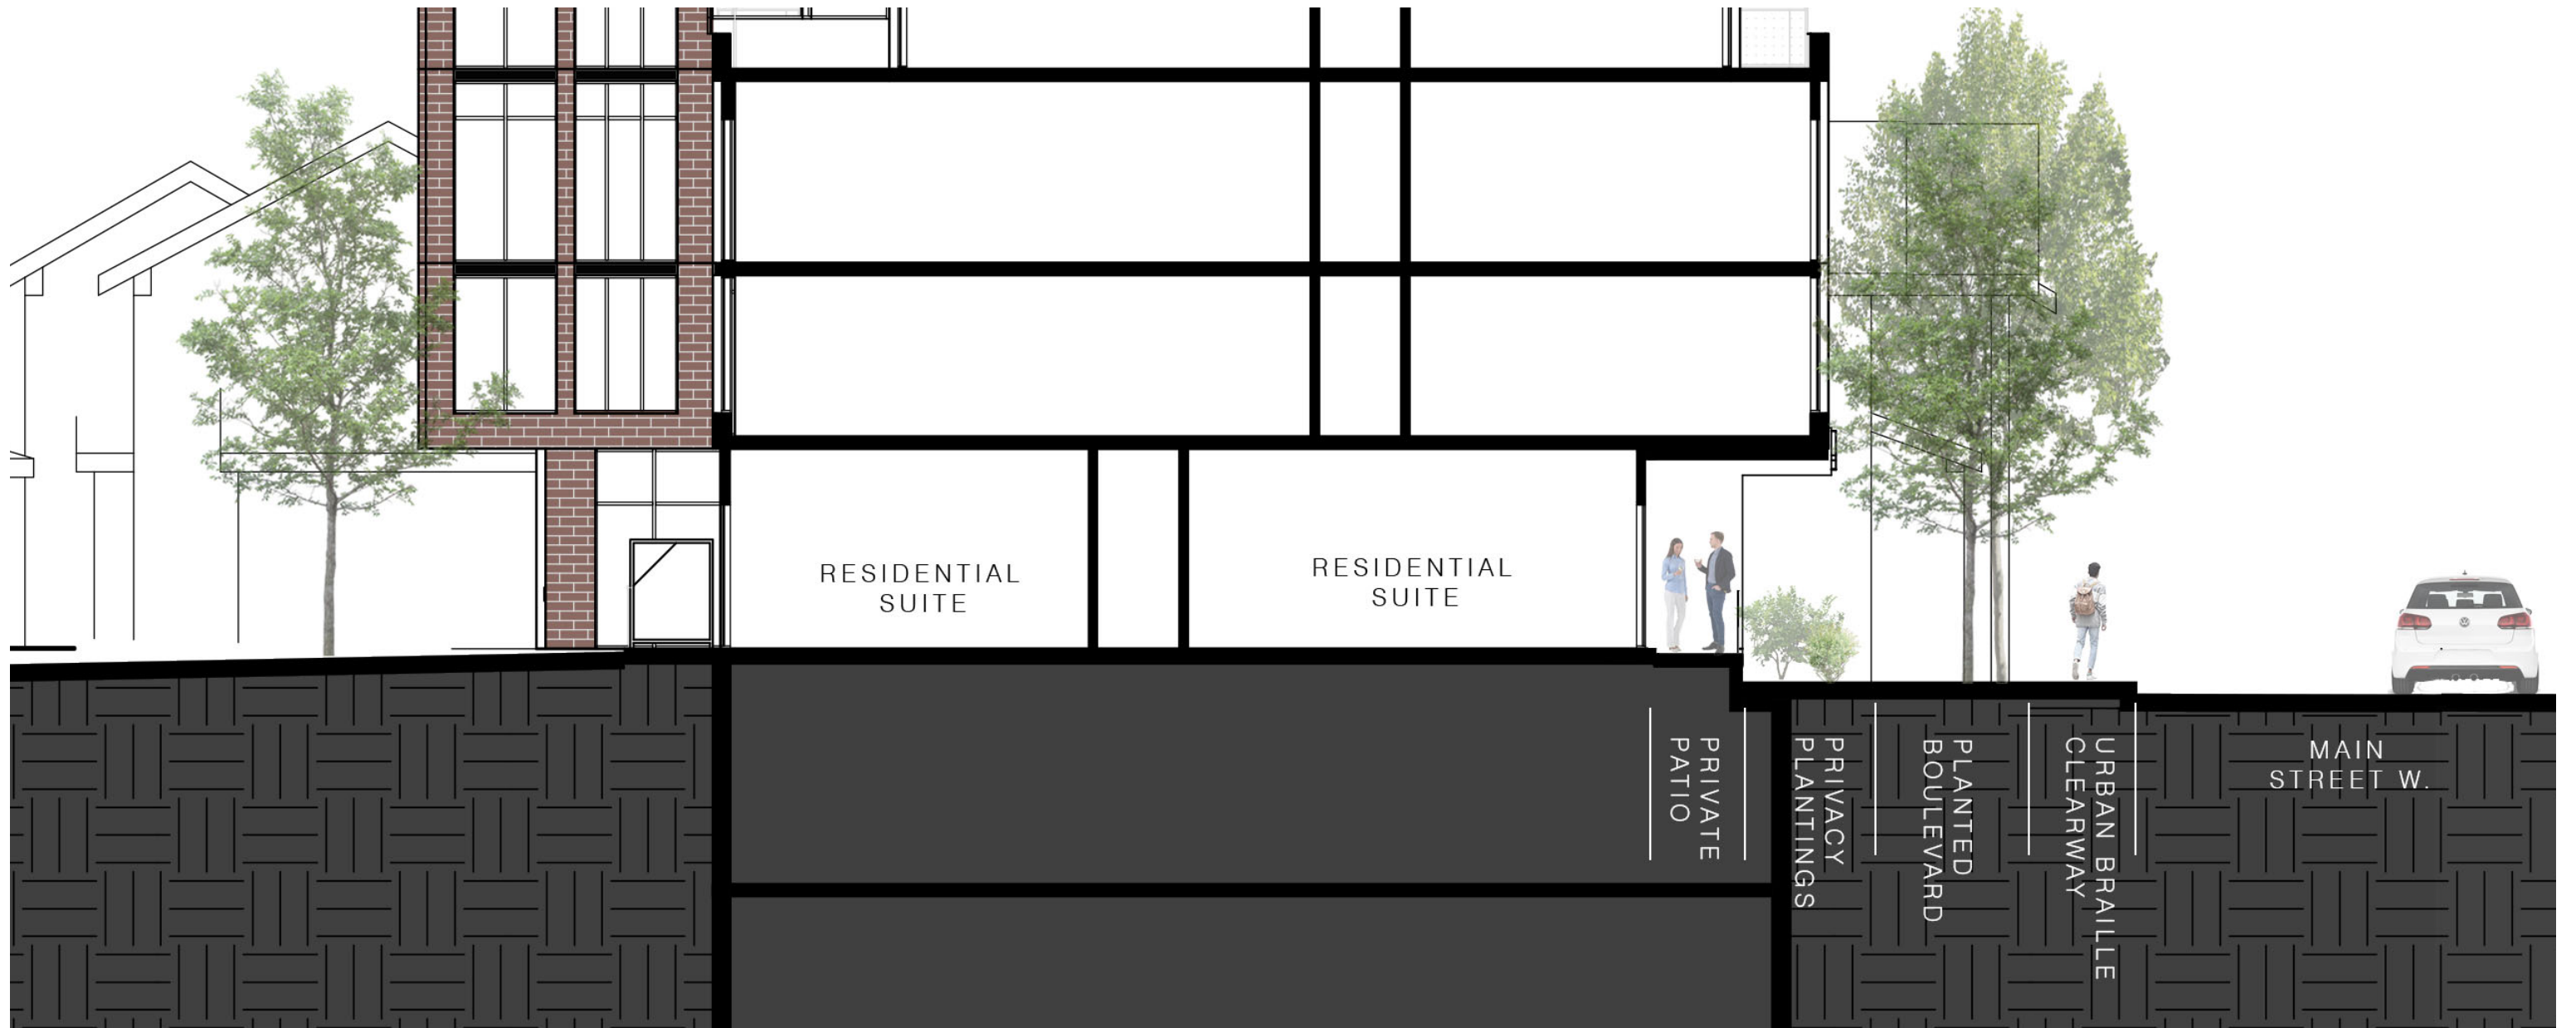 RESIDENTIAL
SUITE
RESIDENTIAL
SUITE
PRIVATE
PATIO
PRIVACY
PLANTINGS
PLANTED
BOULEVARD
URBAN BRAILLE
CLEARWAY
MAIN
STREET W.